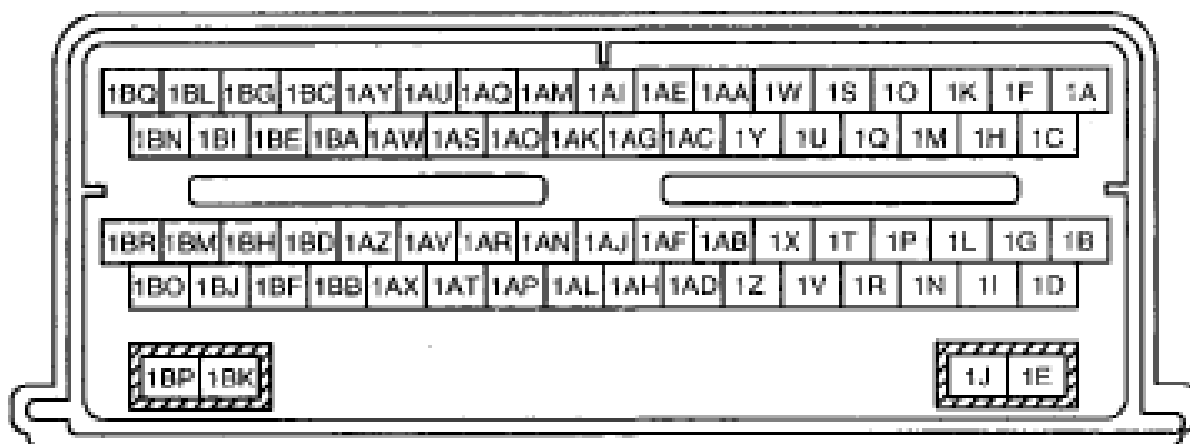 1BQ 1BL 1BG 1BC 1AY 1AU 1AQ 1AM 1AI 1AE 1AA 1W 1S 1O 1K 1F 1A
1BN 1BI 1BE 1BA 1AW 1AS 1AO 1AK 1AG 1AC 1Y 1U 1Q 1M 1H 1C
1BR 1BM 1BH 1BD 1AZ 1AV 1AR 1AN 1AJ 1AF 1AB 1X 1T 1P 1L 1G 1B
1BO 1BJ 1BF 1BB 1AX 1AT 1AP 1AL 1AH 1AD 1Z 1V 1R 1N 1I 1D
1BP 1BK 1J 1E